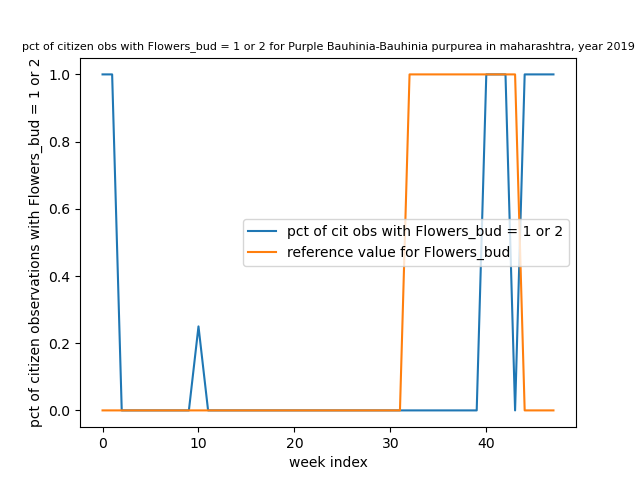 pct of citizen obs with Flowers_bud = 1 or 2 for Purple Bauhinia-Bauhinia purpurea in maharashtra, year 2019
pct of citizen observations with Flowers_bud = 1 or 2
1.0
0.8
0.6
0.4
0.2
0.0
pct of cit obs with Flowers_bud = 1 or 2
reference value for Flowers_bud
0 10 20 30 40
week index